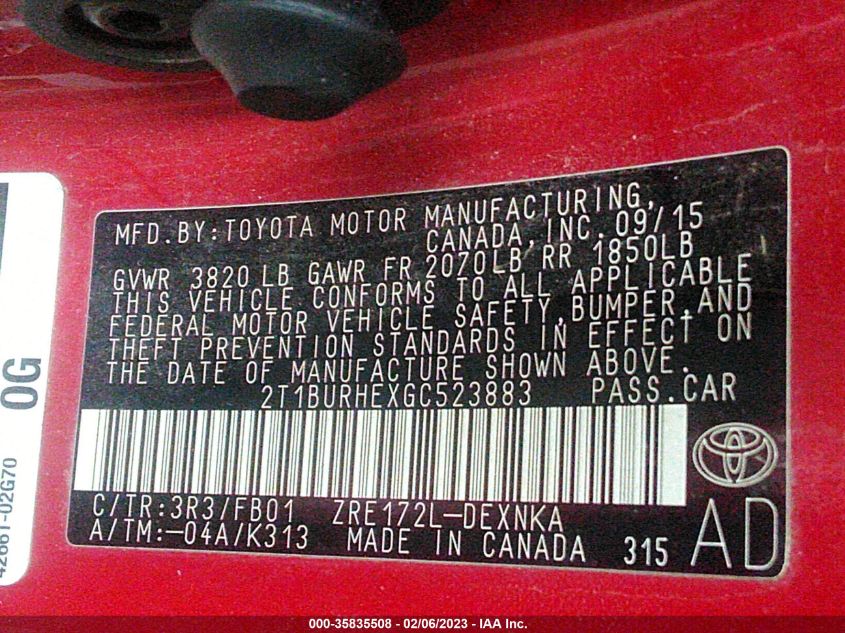 MFD.BY:TOYOTA MOTOR MANUFACTURING,
CANADA, INC. 09/15
GVWR 3820 LB GAWR FR 2070LB RR 1850LB
THIS VEHICLE CONFORMS TO ALL APPLICABLE
FEDERAL MOTOR VEHICLE SAFETY,BUMPER,AND
THEFT PREVENTION STANDARDS IN EFFECT ON
THE DATE OF MANUFACTURE SHOWN ABOVE.
2T1BURHEXGC523883 PASS.CAR
C/TR:3R3/FB01 ZRE172L-DEXNKA
A/TM:-04A/K313 MADE IN CANADA 315
AD
OG
42661-02G70
000-35835508 - 02/06/2023 - IAA Inc.